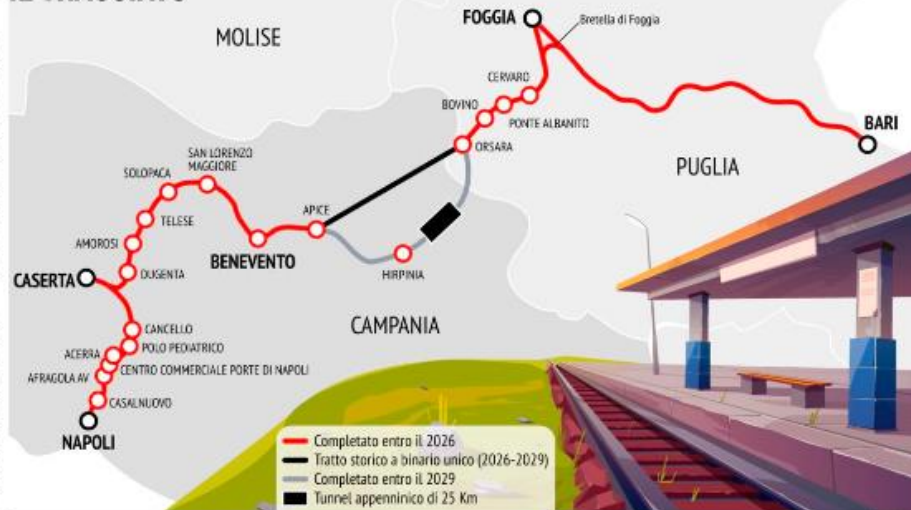 FOGGIA
Bretella di Foggia
MOLISE
CERVARO
BOVINO
PONTE ALBANITO
BARI
ORSARA
SAN LORENZO
MAGGIORE
SOLOPACA
PUGLIA
APICE
TELESE
AMOROSI
BENEVENTO
HIRPINIA
DUGENTA
CASERTA
CANCELLO
CAMPANIA
POLO PEDIATRICO
ACERRA
CENTRO COMMERCIALE PORTE DI NAPOLI
AFRAGOLA AV
CASALNUOVO
NAPOLI
Completato entro il 2026
Tratto storico a binario unico (2026-2029)
Completato entro il 2029
Tunnel appenninico di 25 Km